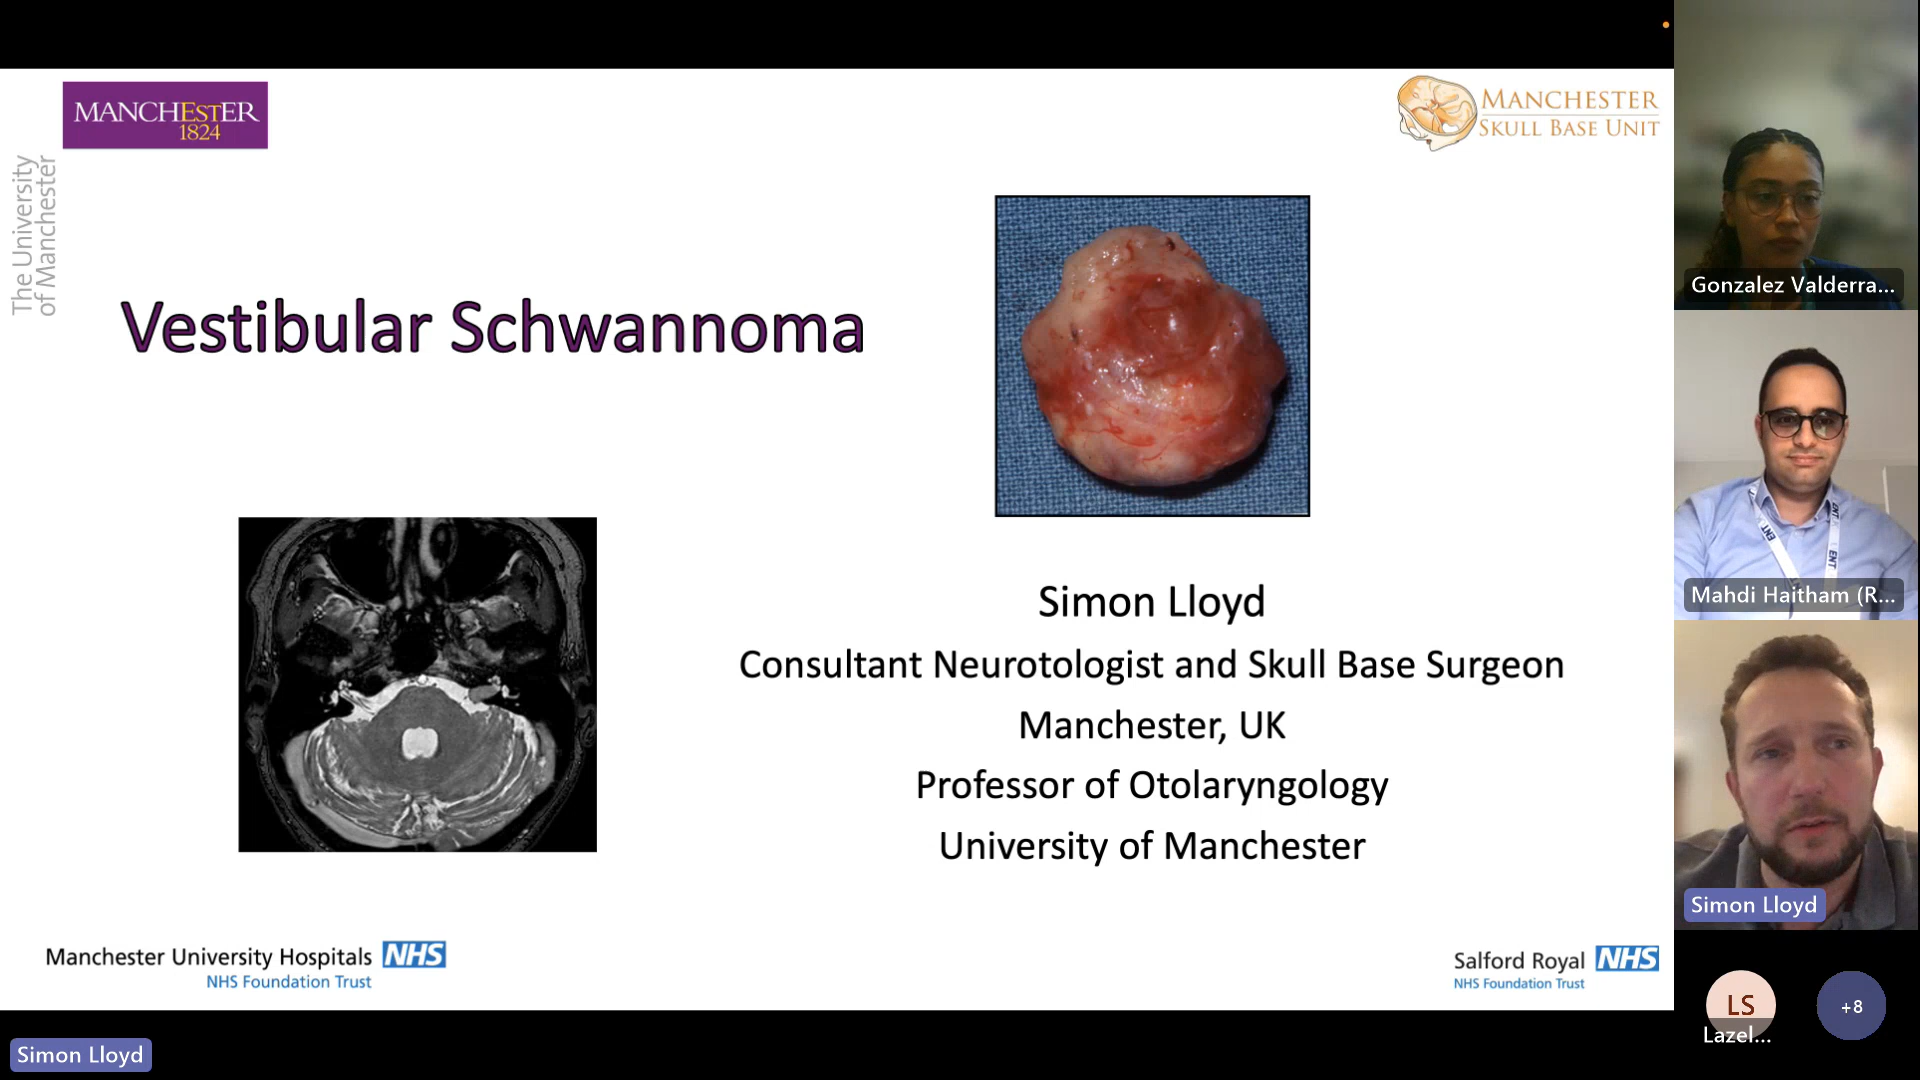 MANCHESTER
1824
The University
of Manchester
MANCHESTER
SKULL BASE UNIT
Vestibular Schwannoma
Simon Lloyd
Consultant Neurotologist and Skull Base Surgeon
Manchester, UK
Professor of Otolaryngology
University of Manchester
Manchester University Hospitals NHS
NHS Foundation Trust
Salford Royal NHS
NHS Foundation Trust
Simon Lloyd
Gonzalez Valderra...
ENT
ENT
Mahdi Haitham (R...
Simon Lloyd
LS
Lazel...
+8